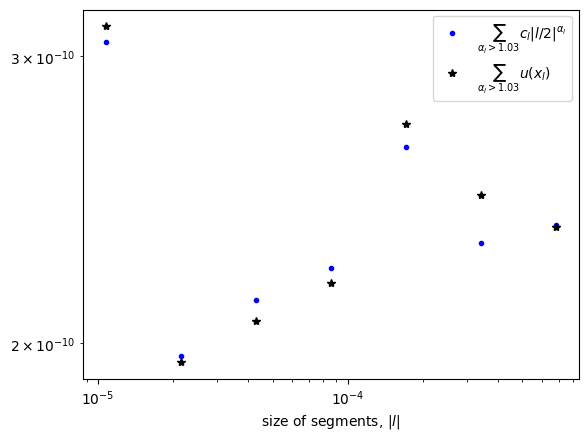 3 × 10⁻¹⁰
2 × 10⁻¹⁰
∑_{α_l>1.03} c_l|l/2|^{α_l}
∑_{α_l>1.03} u(x_l)
10⁻⁵
10⁻⁴
size of segments, |l|